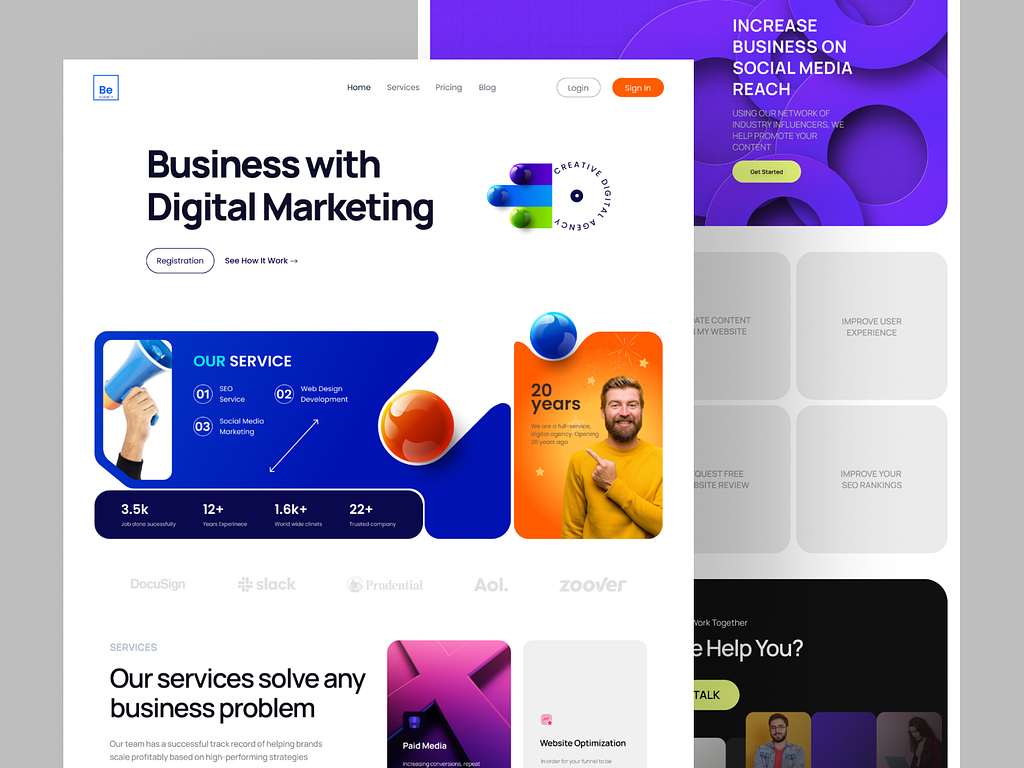 Be
AGENCY
Home
Services
Pricing
Blog
Login
Sign In
Business with
Digital Marketing
Registration
See How It Work →
CREATIVE DIGITAL AGENCY
OUR SERVICE
01
SEO
Service
02
Web Design
Development
03
Social Media
Marketing
3.5k
Job done sucessfully
12+
Years Experinece
1.6k+
World wide clinets
22+
Trusted company
20
years
We are a full-service,
digital agency. Opening
20 years ago
DocuSign
slack
Prudential
Aol.
zoover
SERVICES
Our services solve any
business problem
Our team has a successful track record of helping brands
scale profitably based on high-performing strategies
Paid Media
Increasing conversions, repeat
Website Optimization
In order for your funnel to be
INCREASE
BUSINESS ON
SOCIAL MEDIA
REACH
USING OUR NETWORK OF
INDUSTRY INFLUENCERS, WE
HELP PROMOTE YOUR
CONTENT
Get Started
ATE CONTENT
MY WEBSITE
IMPROVE USER
EXPERIENCE
QUEST FREE
BSITE REVIEW
IMPROVE YOUR
SEO RANKINGS
Work Together
e Help You?
TALK